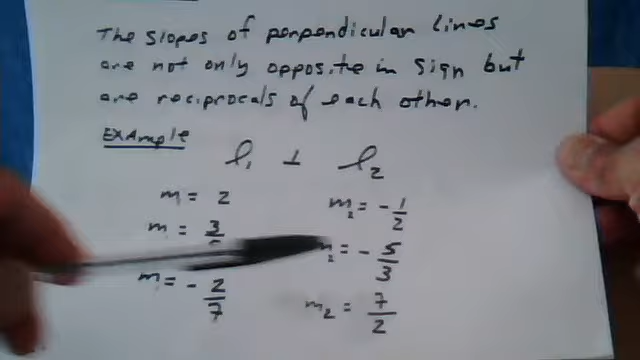 The slopes of perpendicular lines
are not only opposite in sign but
are reciprocals of each other.
Example
l₁ ⊥ l₂
m = 2 m₂ = -1/2
m = 3/ = -5/3
m = -2/7 m₂ = 7/2